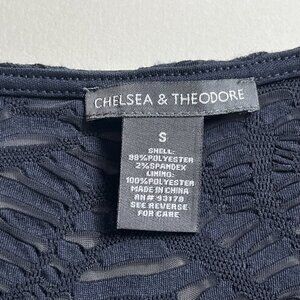 CHELSEA & THEODORE
S
SHELL:
98%POLYESTER
2%SPANDEX
LINING:
100%POLYESTER
MADE IN CHINA
RN# 93179
SEE REVERSE
FOR CARE